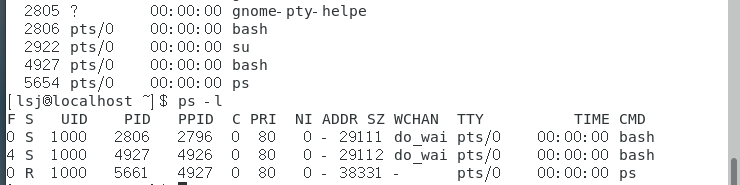 2805 ? 00:00:00 gnome-pty-helpe
2806 pts/0 00:00:00 bash
2922 pts/0 00:00:00 su
4927 pts/0 00:00:00 bash
5654 pts/0 00:00:00 ps
[lsj@localhost ~]$ ps -l
F S UID PID PPID C PRI NI ADDR SZ WCHAN TTY TIME CMD
0 S 1000 2806 2796 0 80 0 - 29111 do_wai pts/0 00:00:00 bash
4 S 1000 4927 4926 0 80 0 - 29112 do_wai pts/0 00:00:00 bash
0 R 1000 5661 4927 0 80 0 - 38331 - pts/0 00:00:00 ps